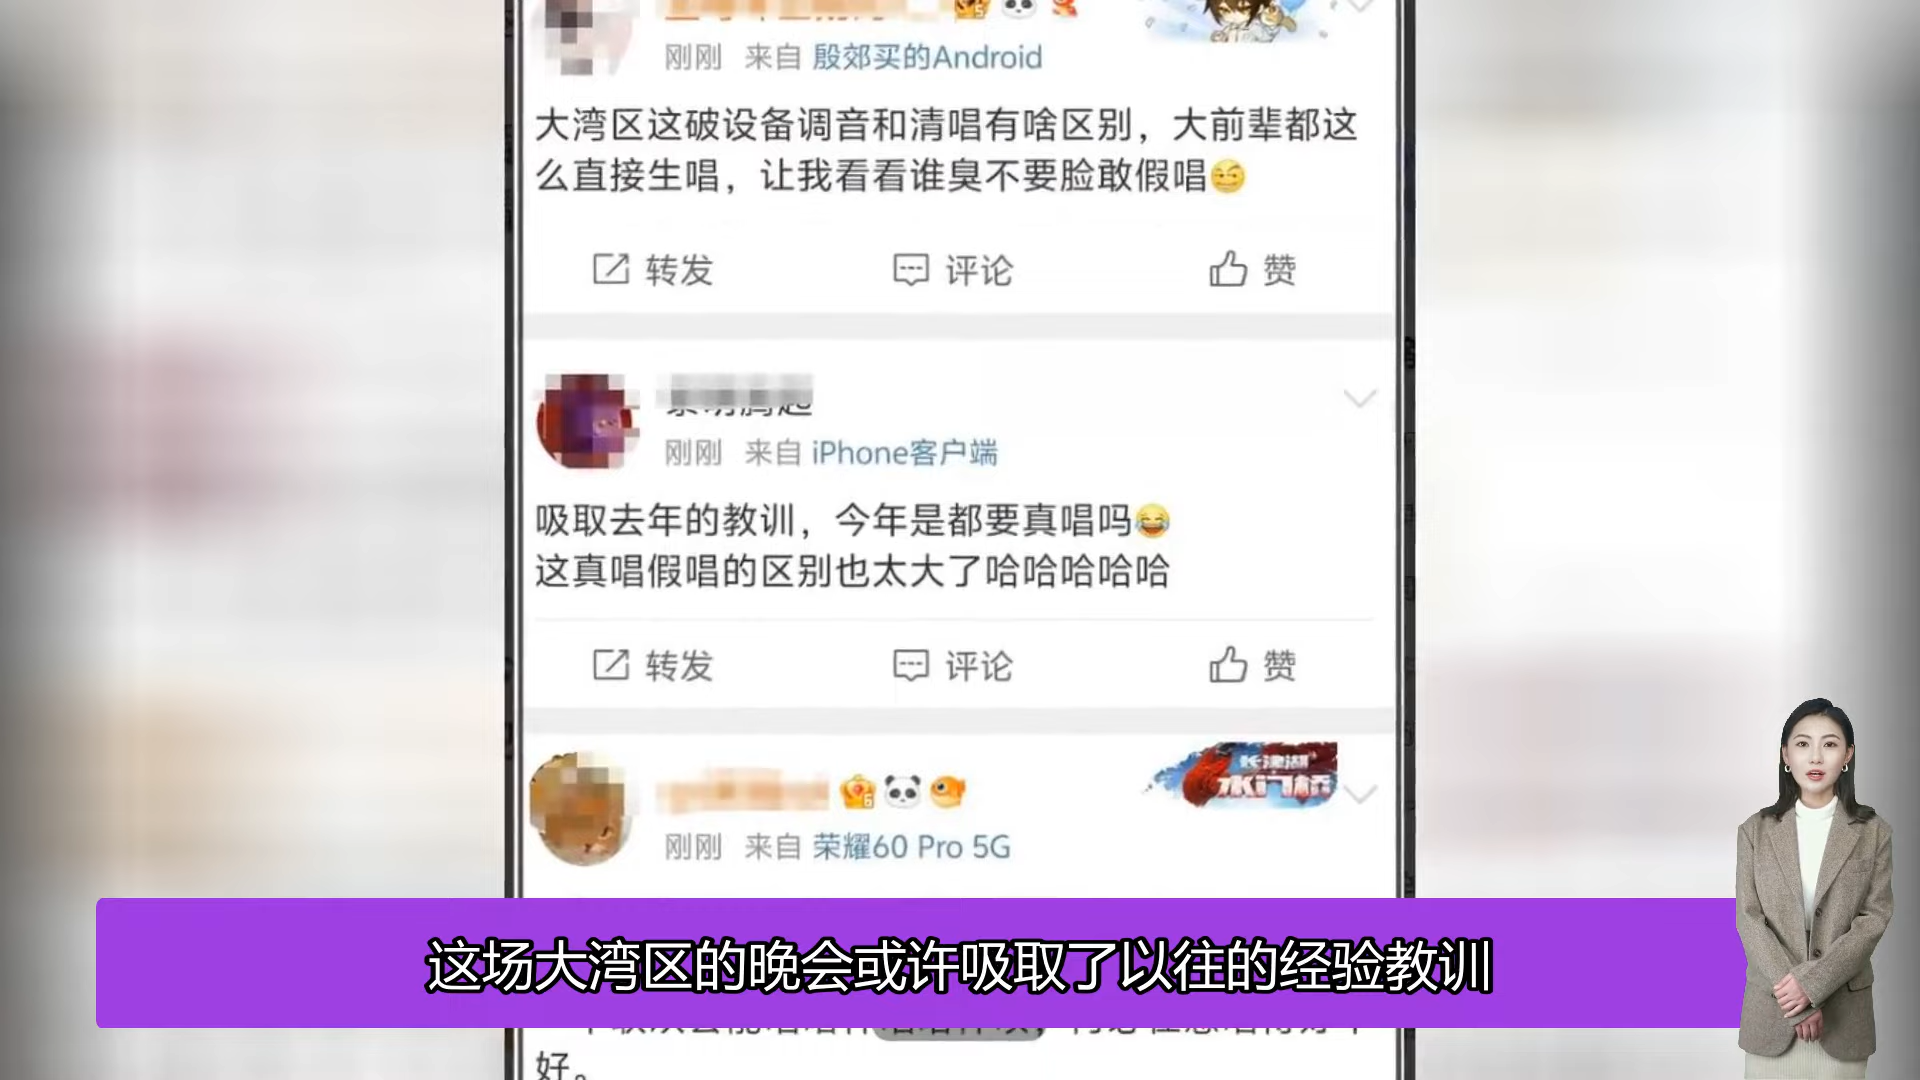 刚刚 来自 殷郊买的Android
大湾区这破设备调音和清唱有啥区别，大前辈都这
么直接生唱，让我看看谁臭不要脸敢假唱
转发 评论 赞
刚刚 来自 iPhone客户端
吸取去年的教训，今年是都要真唱吗
这真唱假唱的区别也太大了哈哈哈哈哈
转发 评论 赞
长津湖
水门桥
刚刚 来自 荣耀60 Pro 5G
这场大湾区的晚会或许吸取了以往的经验教训
好。